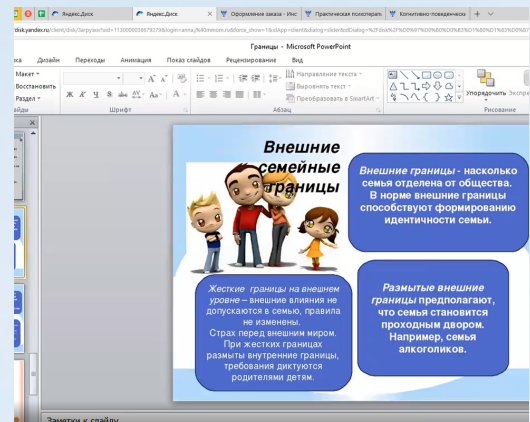 Яндекс.Диск
Яндекс.Диск
Оформление заказа - Инс
Практическая психотерап
Когнитивно-поведенческ
Границы - Microsoft PowerPoint
Дизайн Переходы Анимация Показ слайдов Рецензирование Вид
Макет
Восстановить
Раздел
Направление текста
Выровнять текст
Преобразовать в SmartArt
Упорядочить Экспре
Шрифт
Абзац
Рисование
Внешние
семейные
границы
Внешние границы - насколько
семья отделена от общества.
В норме внешние границы
способствуют формированию
идентичности семьи.
Жесткие границы на внешнем
уровне – внешние влияния не
допускаются в семью, правила
не изменены.
Страх перед внешним миром.
При жестких границах
размыты внутренние границы,
требования диктуются
родителями детям.
Размытые внешние
границы предполагают,
что семья становится
проходным двором.
Например, семья
алкоголиков.
Заметки к слайду